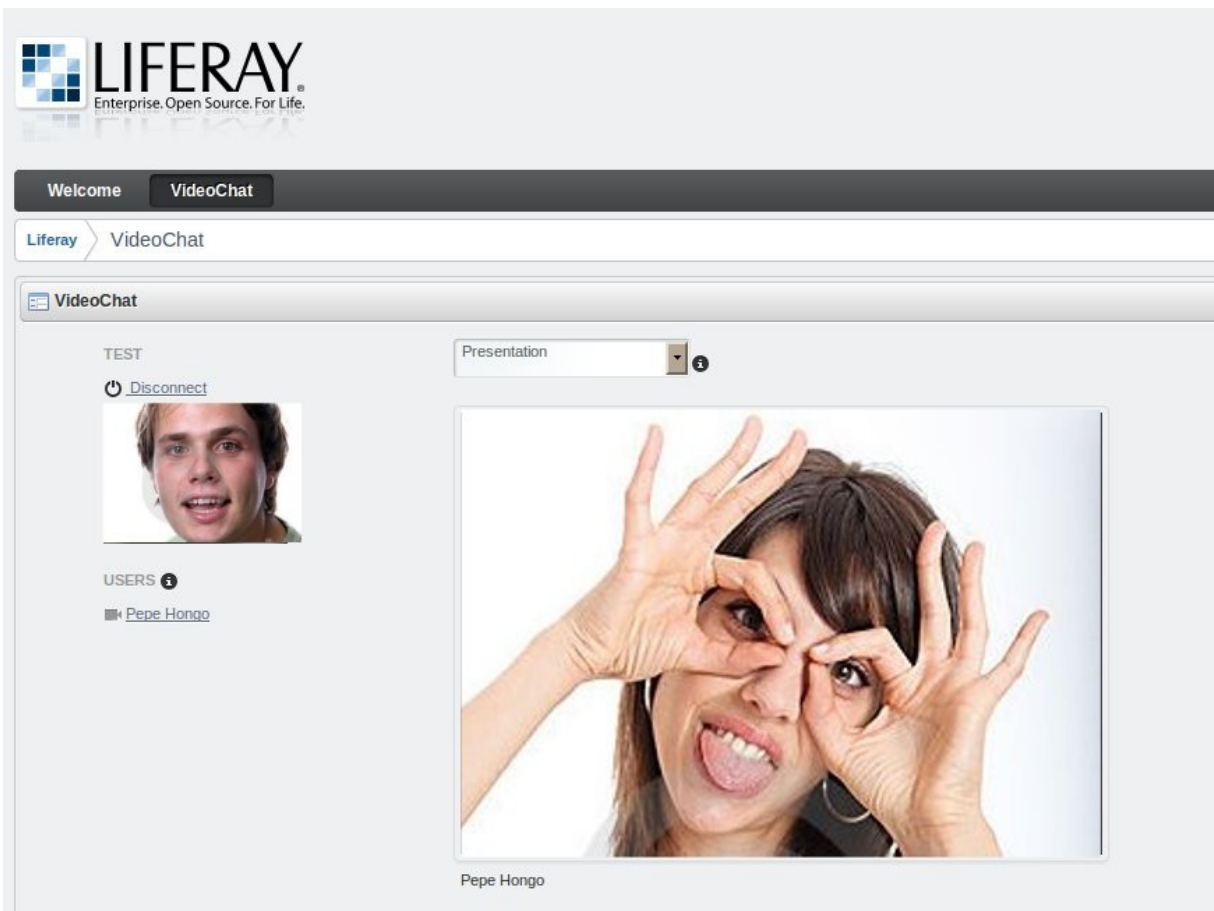 LIFERAY.
Enterprise. Open Source. For Life.
Welcome VideoChat
Liferay VideoChat
VideoChat
TEST
Disconnect
USERS
Pepe Hongo
Presentation
Pepe Hongo